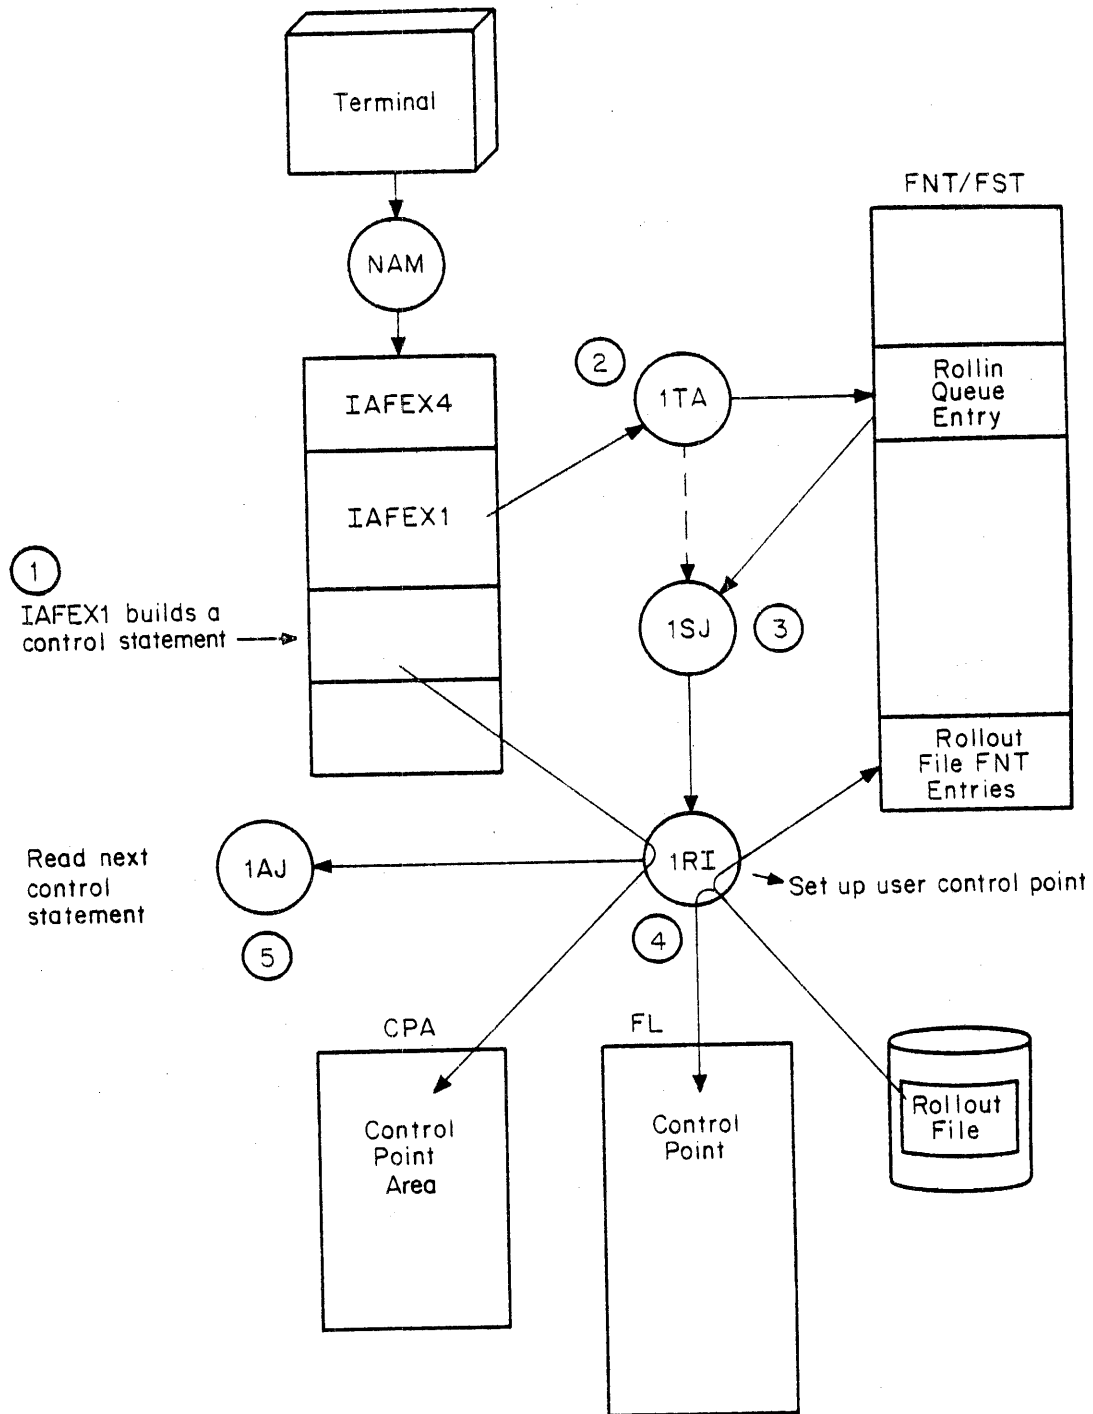 Terminal
FNT/FST
NAM
Rollin
Queue
Entry
2
1TA
IAFEX4
IAFEX1
1
IAFEX1 builds a
control statement
1SJ
3
Rollout
File FNT
Entries
Read next
control
statement
1AJ
1RI
Set up user control point
4
5
CPA
FL
Control
Point
Area
Control
Point
Rollout
File